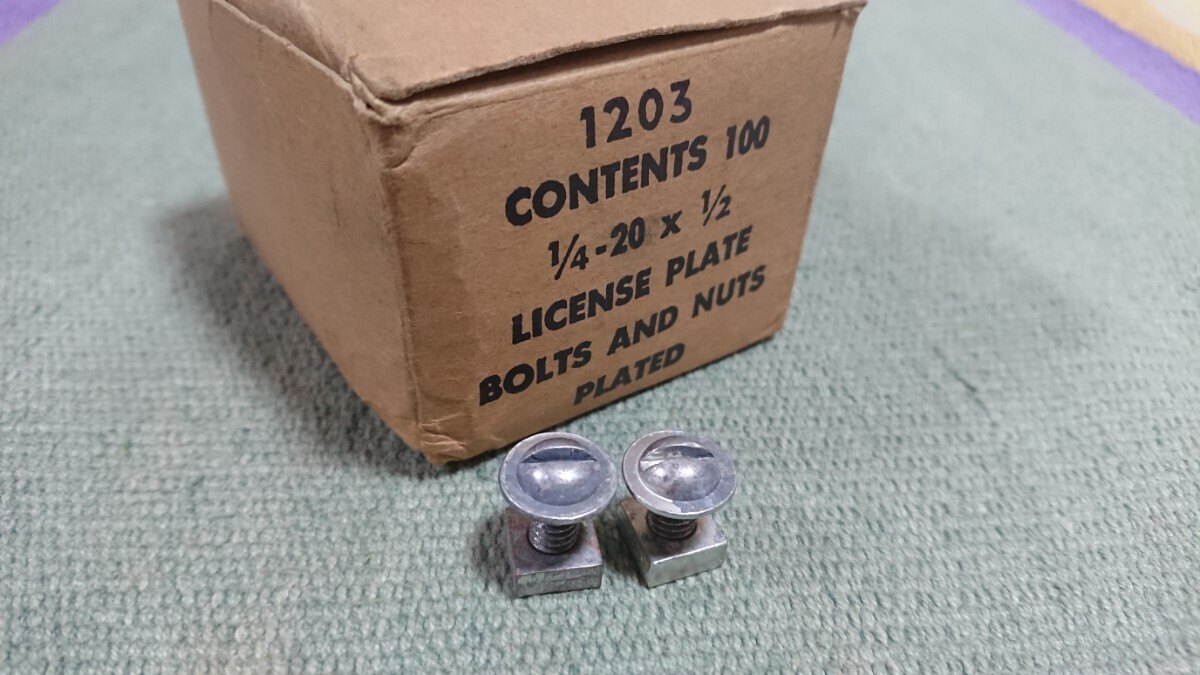 1203
CONTENTS 100
1/4-20 x 1/2
LICENSE PLATE
BOLTS AND NUTS
PLATED